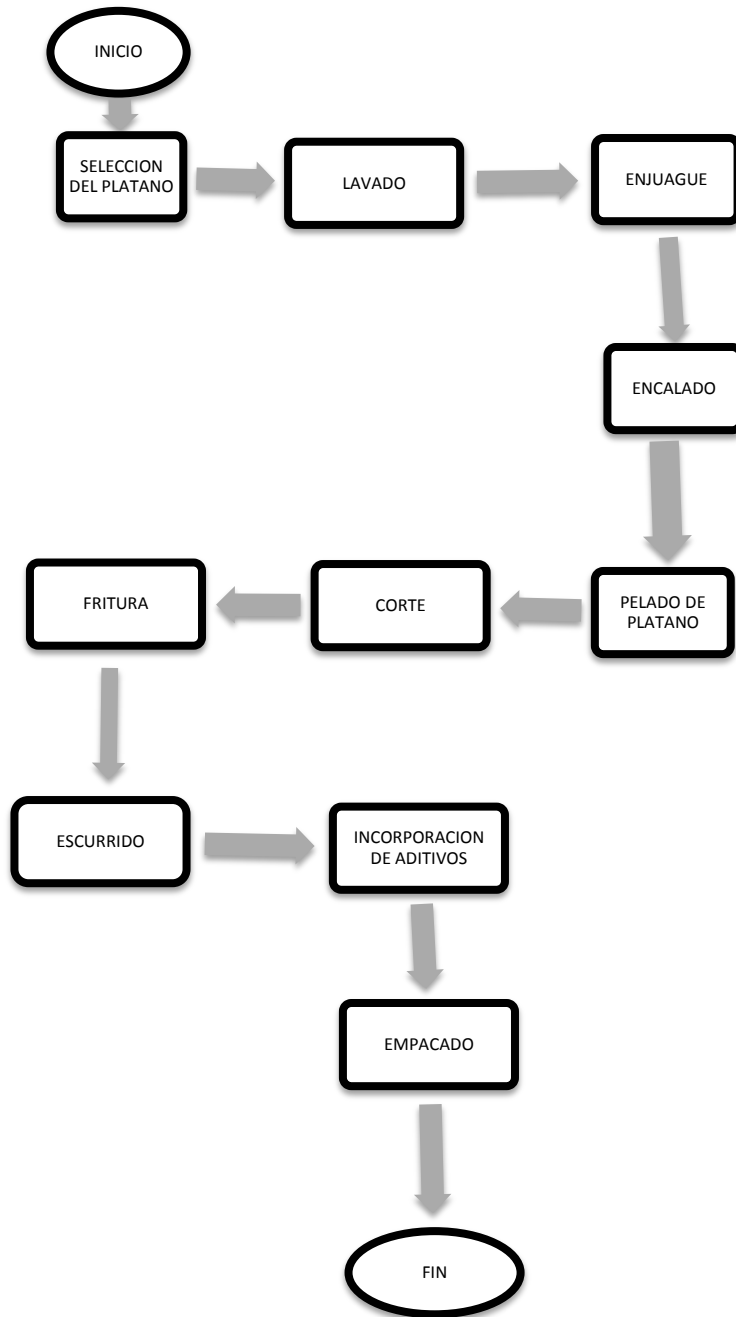 INICIO
SELECCION
DEL PLATANO
LAVADO
ENJUAGUE
ENCALADO
PELADO DE
PLATANO
CORTE
FRITURA
ESCURRIDO
INCORPORACION
DE ADITIVOS
EMPACADO
FIN